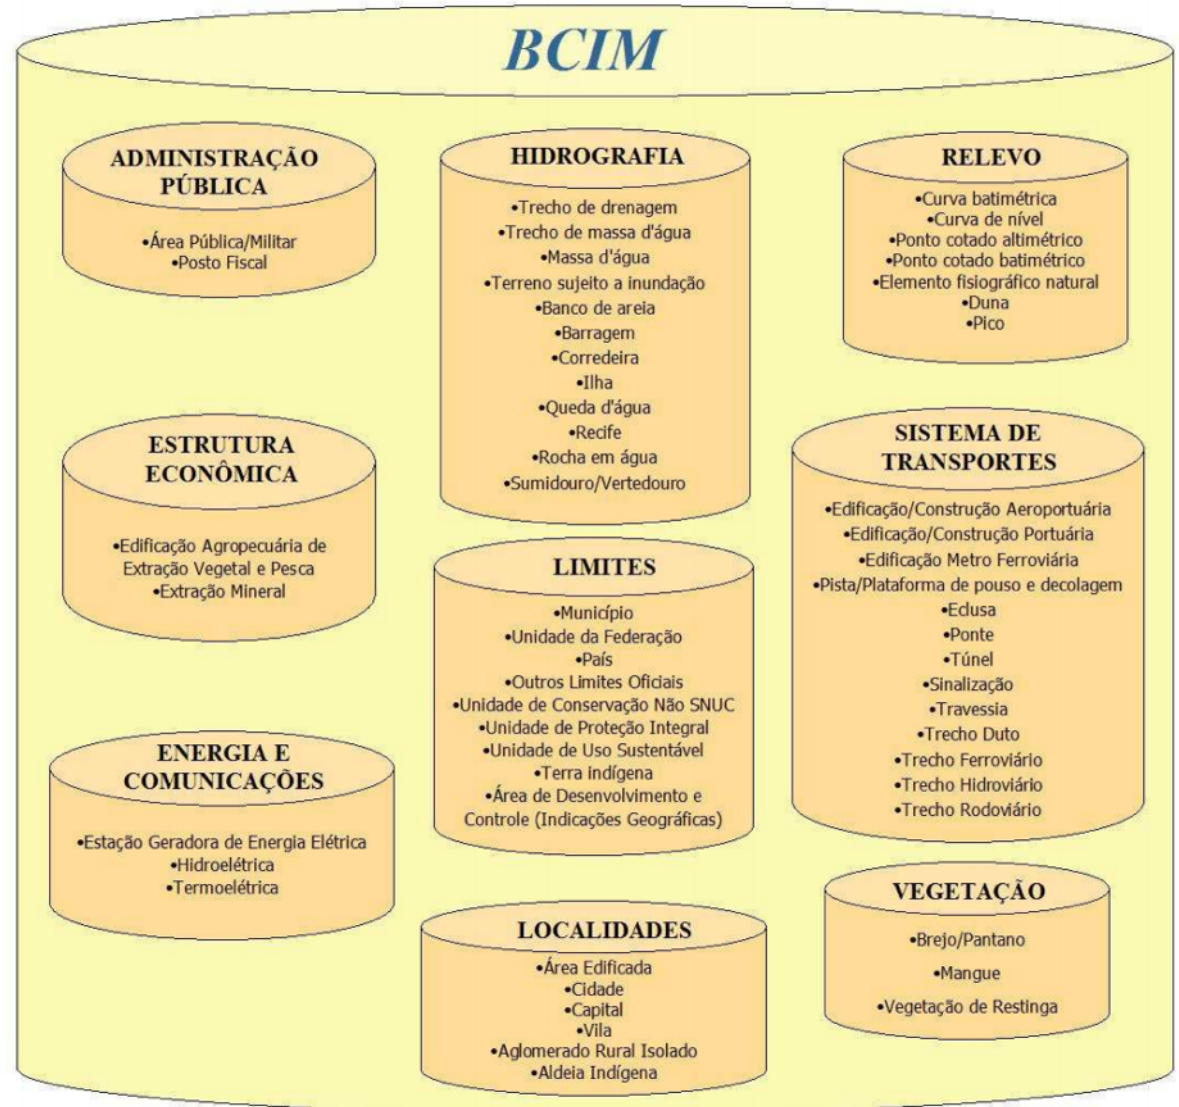 BCIM
ADMINISTRAÇÃO
PÚBLICA
•Área Pública/Militar
•Posto Fiscal
ESTRUTURA
ECONÔMICA
•Edificação Agropecuária de
Extração Vegetal e Pesca
•Extração Mineral
ENERGIA E
COMUNICAÇÕES
•Estação Geradora de Energia Elétrica
•Hidroelétrica
•Termoelétrica
HIDROGRAFIA
•Trecho de drenagem
•Trecho de massa d'água
•Massa d'água
•Terreno sujeito a inundação
•Banco de areia
•Barragem
•Corredeira
•Ilha
•Queda d'água
•Recife
•Rocha em água
•Sumidouro/Vertedouro
LIMITES
•Município
•Unidade da Federação
•País
•Outros Limites Oficiais
•Unidade de Conservação Não SNUC
•Unidade de Proteção Integral
•Unidade de Uso Sustentável
•Terra indígena
•Área de Desenvolvimento e
Controle (Indicações Geográficas)
LOCALIDADES
•Área Edificada
•Cidade
•Capital
•Vila
•Aglomerado Rural Isolado
•Aldeia Indígena
RELEVO
•Curva batimétrica
•Curva de nível
•Ponto cotado altimétrico
•Ponto cotado batimétrico
•Elemento fisiográfico natural
•Duna
•Pico
SISTEMA DE
TRANSPORTES
•Edificação/Construção Aeroportuária
•Edificação/Construção Portuária
•Edificação Metro Ferroviária
•Pista/Plataforma de pouso e decolagem
•Eclusa
•Ponte
•Túnel
•Sinalização
•Travessia
•Trecho Duto
•Trecho Ferroviário
•Trecho Hidroviário
•Trecho Rodoviário
VEGETAÇÃO
•Brejo/Pantano
•Mangue
•Vegetação de Restinga